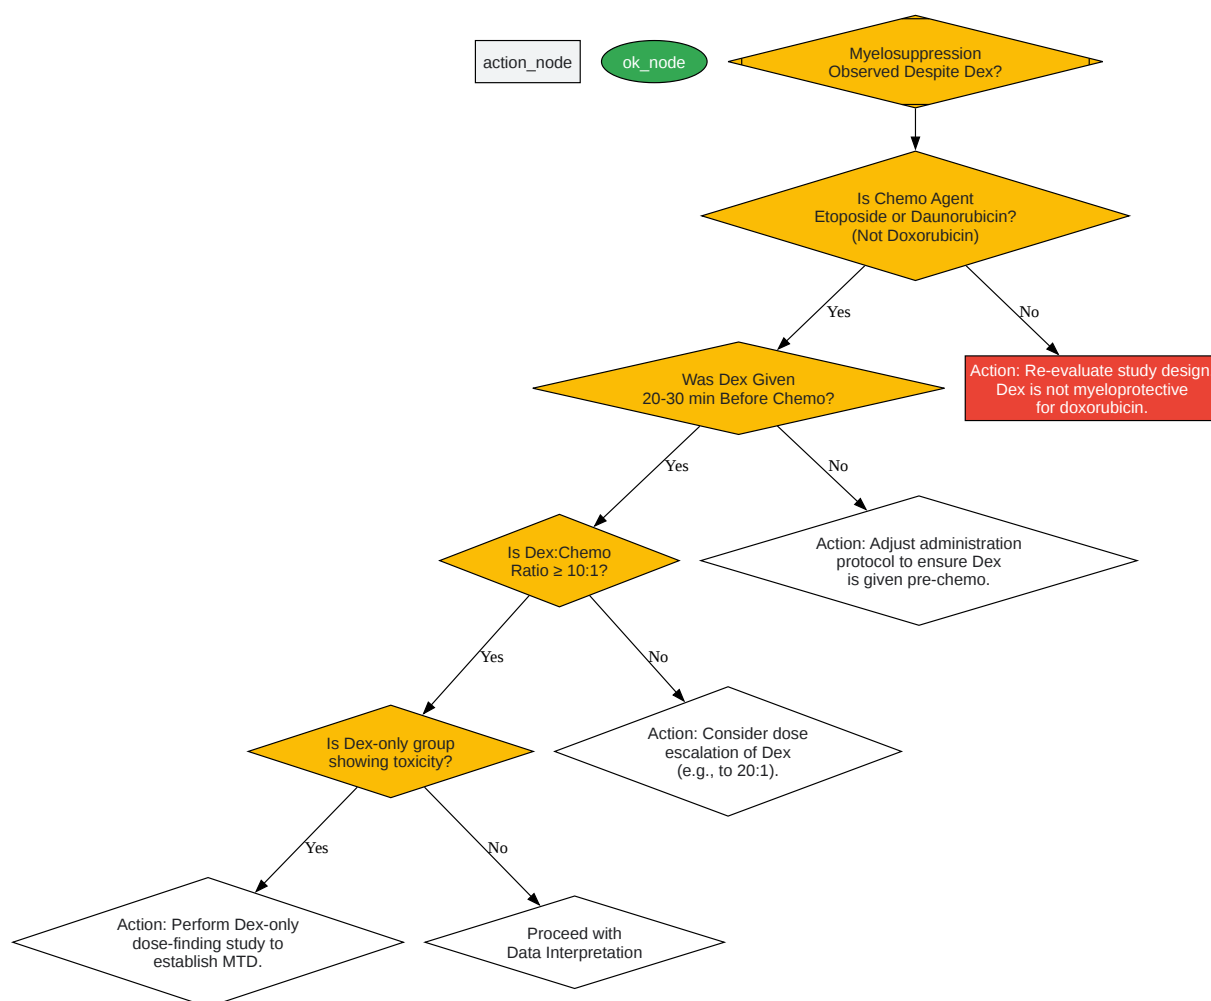 action_node
ok_node
Myelosuppression
Observed Despite Dex?
Is Chemo Agent
Etoposide or Daunorubicin?
(Not Doxorubicin)
Yes
No
Was Dex Given
20-30 min Before Chemo?
Action: Re-evaluate study design
Dex is not myeloprotective
for doxorubicin.
Yes
No
Is Dex:Chemo
Ratio ≥ 10:1?
Action: Adjust administration
protocol to ensure Dex
is given pre-chemo.
Yes
No
Is Dex-only group
showing toxicity?
Action: Consider dose
escalation of Dex
(e.g., to 20:1).
Yes
No
Action: Perform Dex-only
dose-finding study to
establish MTD.
Proceed with
Data Interpretation